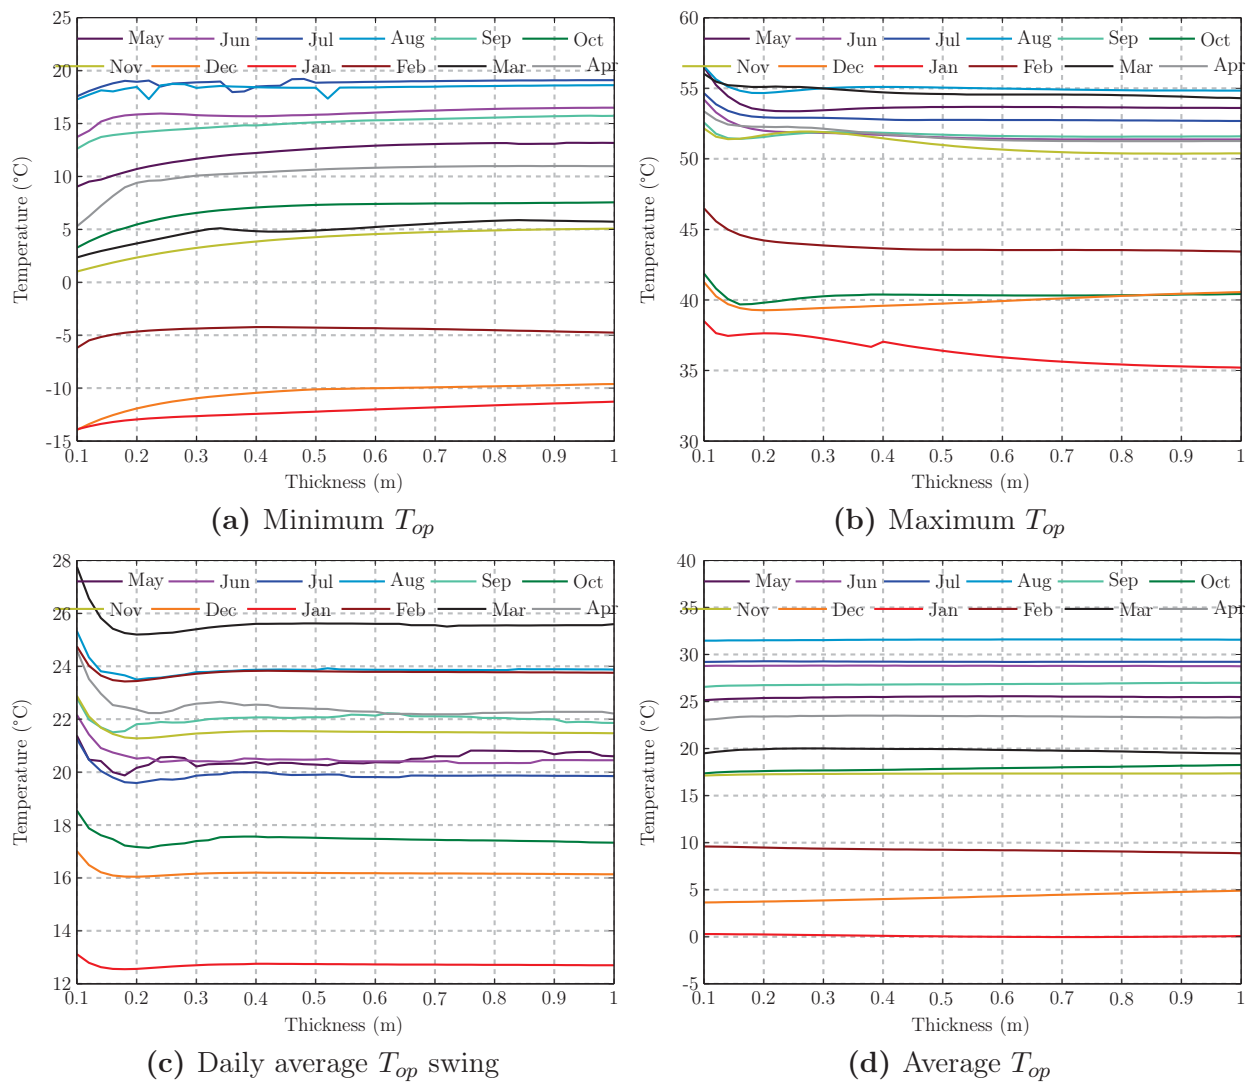 25
20
15
10
5
0
-5
-10
-15
Temperature (°C)
May Jun Jul Aug Sep Oct
Nov Dec Jan Feb Mar Apr
0.1 0.2 0.3 0.4 0.5 0.6 0.7 0.8 0.9 1
Thickness (m)
(a) Minimum Top
60
55
50
45
40
35
30
Temperature (°C)
May Jun Jul Aug Sep Oct
Nov Dec Jan Feb Mar Apr
0.1 0.2 0.3 0.4 0.5 0.6 0.7 0.8 0.9 1
Thickness (m)
(b) Maximum Top
28
26
24
22
20
18
16
14
12
Temperature (°C)
May Jun Jul Aug Sep Oct
Nov Dec Jan Feb Mar Apr
0.1 0.2 0.3 0.4 0.5 0.6 0.7 0.8 0.9 1
Thickness (m)
(c) Daily average Top swing
40
35
30
25
20
15
10
5
0
-5
Temperature (°C)
May Jun Jul Aug Sep Oct
Nov Dec Jan Feb Mar Apr
0.1 0.2 0.3 0.4 0.5 0.6 0.7 0.8 0.9 1
Thickness (m)
(d) Average Top